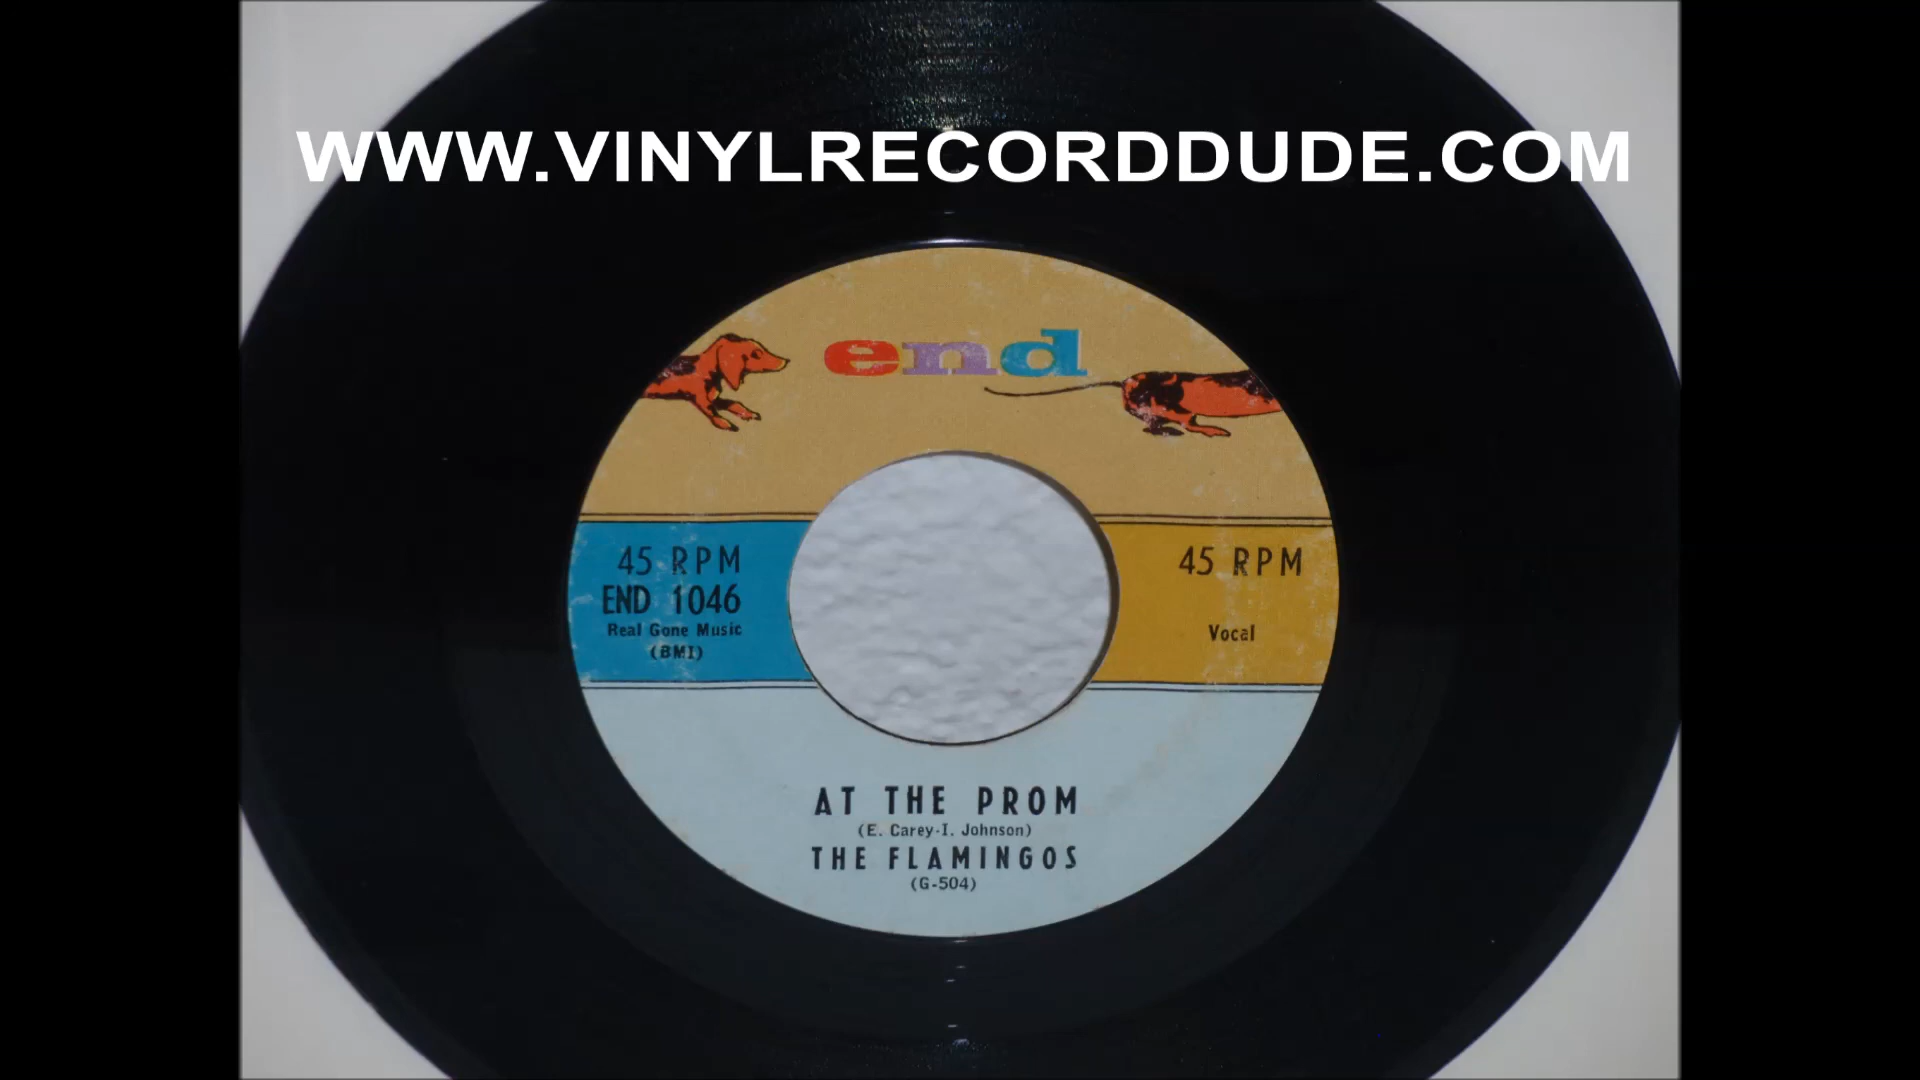 WWW.VINYLRECORDDUDE.COM
end
45 RPM
END 1046
Real Gone Music
(BMI)
45 RPM
Vocal
AT THE PROM
(E. Carey-I. Johnson)
THE FLAMINGOS
(G-504)